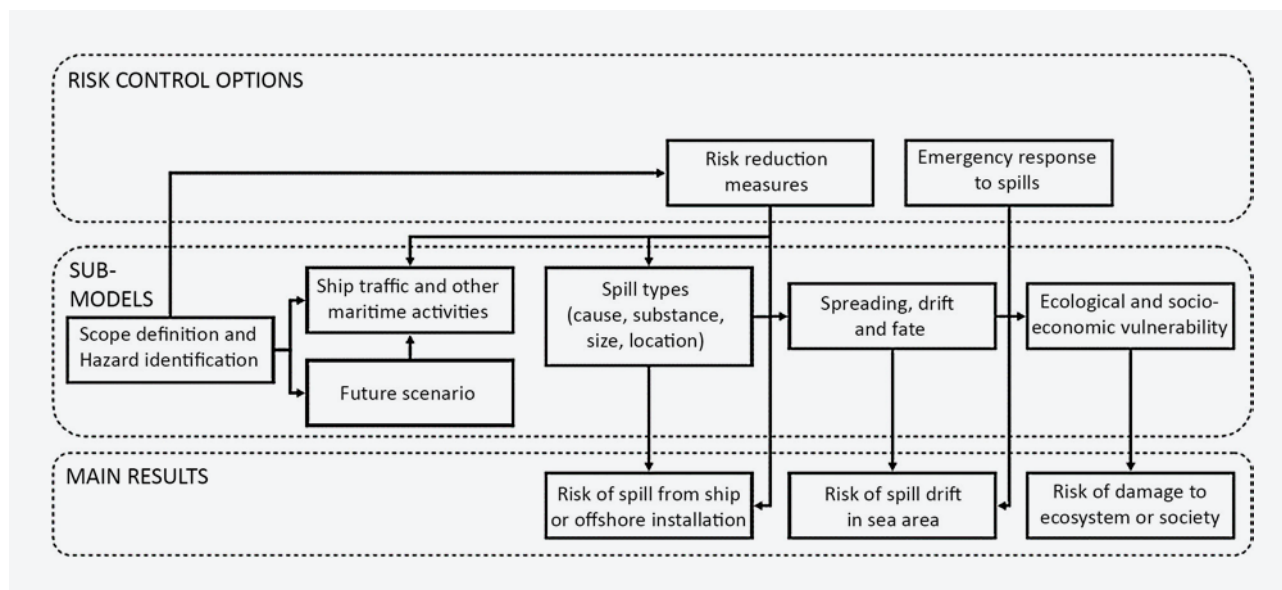 RISK CONTROL OPTIONS
Risk reduction
measures
Emergency response
to spills
SUB-
MODELS
Scope definition and
Hazard identification
Ship traffic and other
maritime activities
Future scenario
Spill types
(cause, substance,
size, location)
Spreading, drift
and fate
Ecological and socio-
economic vulnerability
MAIN RESULTS
Risk of spill from ship
or offshore installation
Risk of spill drift
in sea area
Risk of damage to
ecosystem or society